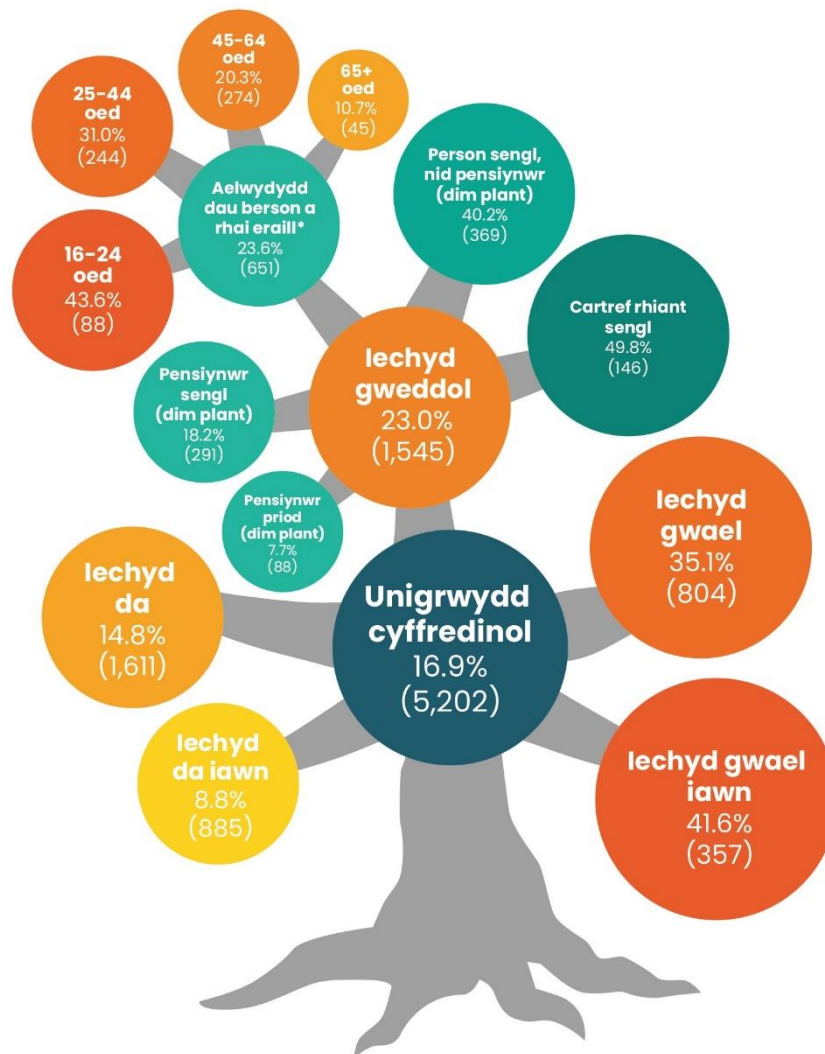 45-64
oed
20.3%
(274)
65+
oed
10.7%
(45)
25-44
oed
31.0%
(244)
Aelwydydd
dau berson a
rhai eraill*
23.6%
(651)
Person sengl,
nid pensiynwr
(dim plant)
40.2%
(369)
16-24
oed
43.6%
(88)
Cartref rhiant
sengl
49.8%
(146)
Iechyd
gweddol
23.0%
(1,545)
Pensiynwr
sengl
(dim plant)
18.2%
(291)
Pensiynwr
priod
(dim plant)
7.7%
(88)
Iechyd
gwael
35.1%
(804)
Iechyd
da
14.8%
(1,611)
Unigrwydd
cyffredinol
16.9%
(5,202)
Iechyd
da iawn
8.8%
(885)
Iechyd gwael
iawn
41.6%
(357)